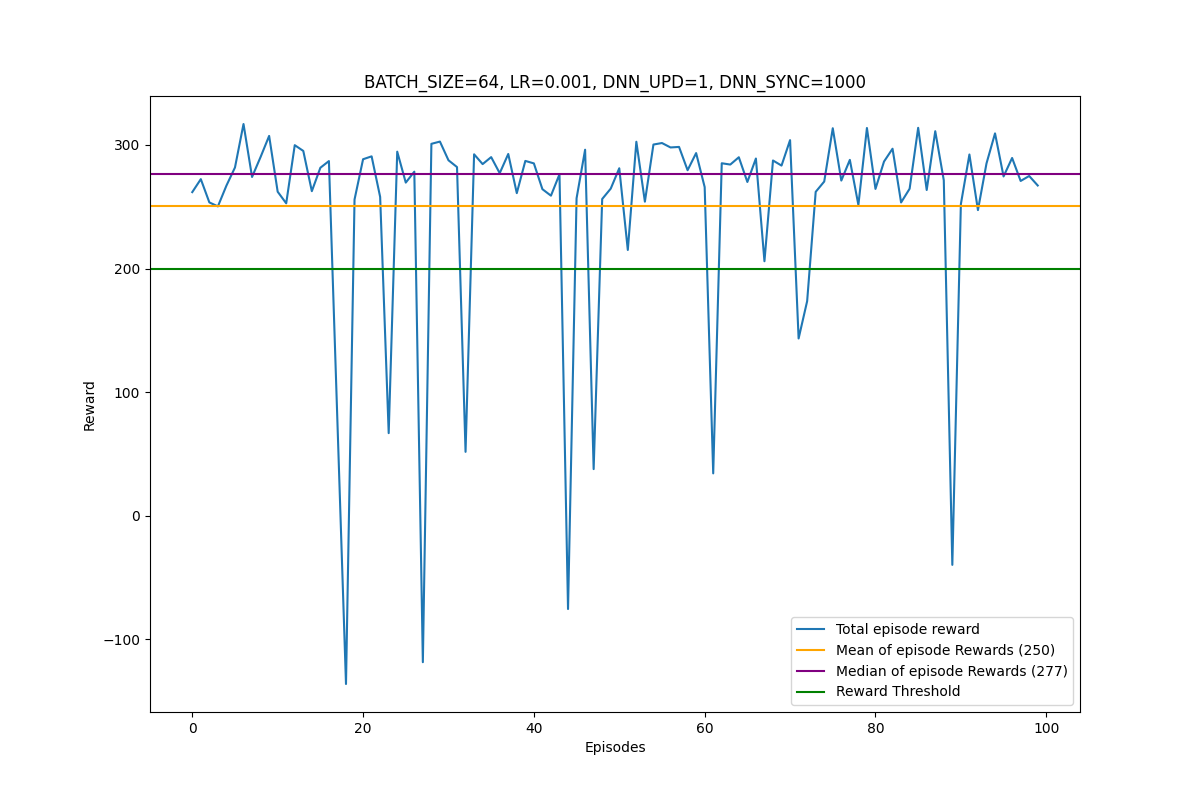 BATCH_SIZE=64, LR=0.001, DNN_UPD=1, DNN_SYNC=1000
300
200
100
0
−100
Reward
Total episode reward
Mean of episode Rewards (250)
Median of episode Rewards (277)
Reward Threshold
0 20 40 60 80 100
Episodes